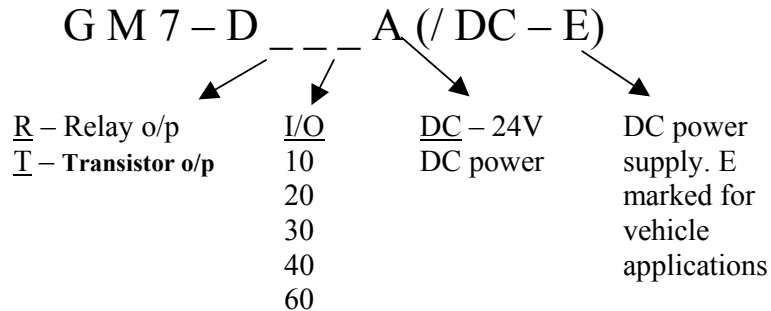 G M 7 – D _ _ _ A (/ DC – E)
R – Relay o/p
T – Transistor o/p
I/O
10
20
30
40
60
DC – 24V
DC power
DC power
supply. E
marked for
vehicle
applications